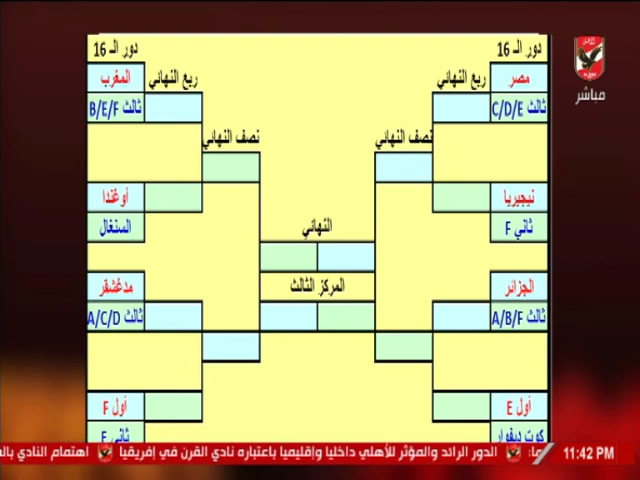 دور الـ 16
دور الـ 16
مصر
ربع النهائي
ربع النهائي
المغرب
ثالث C/D/E
ثالث B/E/F
مباشر
نصف النهائي
نصف النهائي
نيجيريا
أوغندا
ثاني F
السنغال
النهائي
الجزائر
المركز الثالث
مدغشقر
ثالث A/B/F
ثالث A/C/D
أول E
أول F
كوت ديفوار
ثاني E
الدور الرائد والمؤثر للأهلي داخليا وإقليميا باعتباره نادي القرن في إفريقيا
اهتمام النادي
11:42 PM